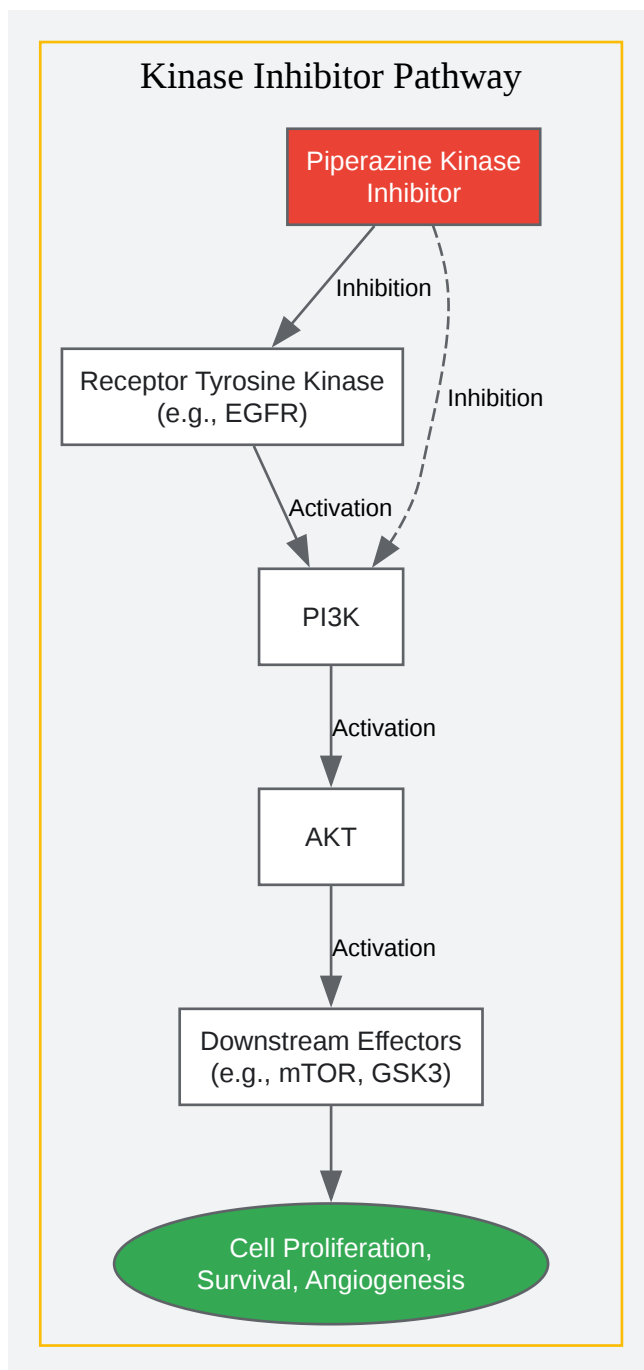 Kinase Inhibitor Pathway
Piperazine Kinase
Inhibitor
Inhibition
Receptor Tyrosine Kinase
(e.g., EGFR)
Inhibition
Activation
PI3K
Activation
AKT
Activation
Downstream Effectors
(e.g., mTOR, GSK3)
Cell Proliferation,
Survival, Angiogenesis